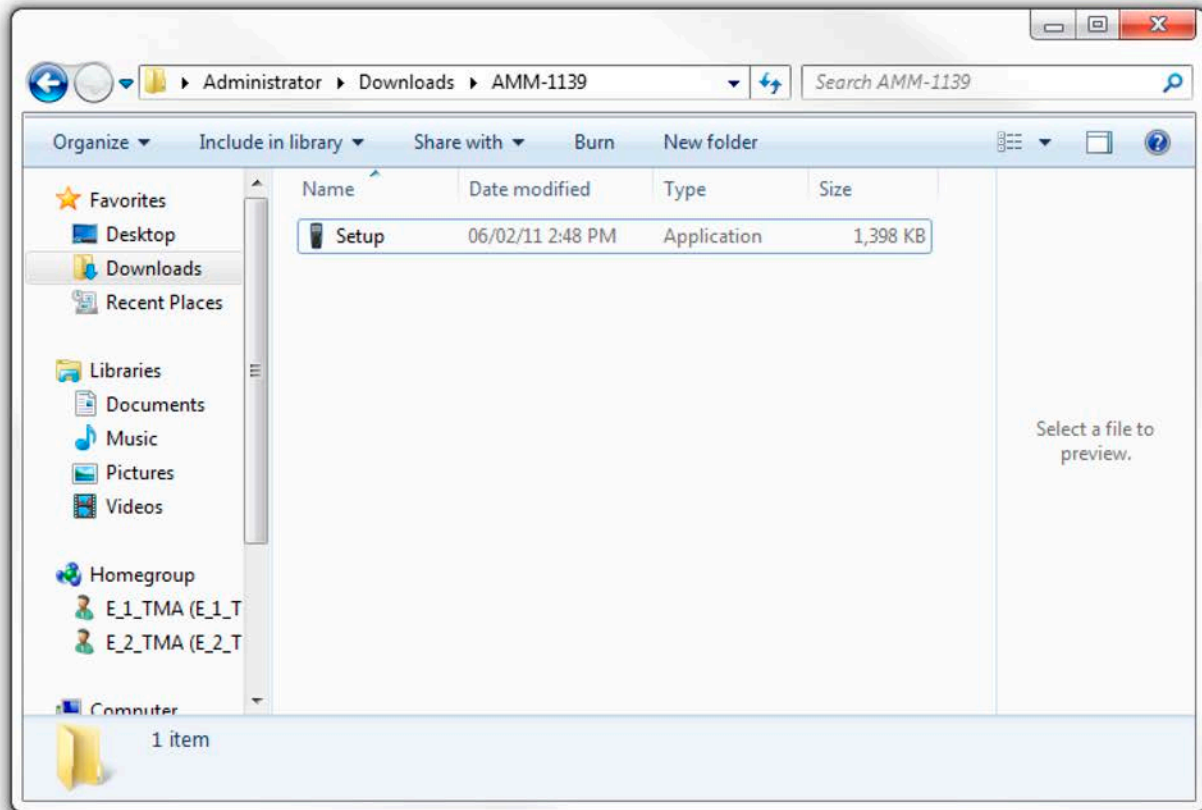 Administrator Downloads AMM-1139 Search AMM-1139
Organize Include in library Share with Burn New folder
Favorites
Desktop
Downloads
Recent Places
Libraries
Documents
Music
Pictures
Videos
Homegroup
E_1_TMA (E_1_T
E_2_TMA (E_2_T
Computer
Name Date modified Type Size
Setup 06/02/11 2:48 PM Application 1,398 KB
Select a file to
preview.
1 item